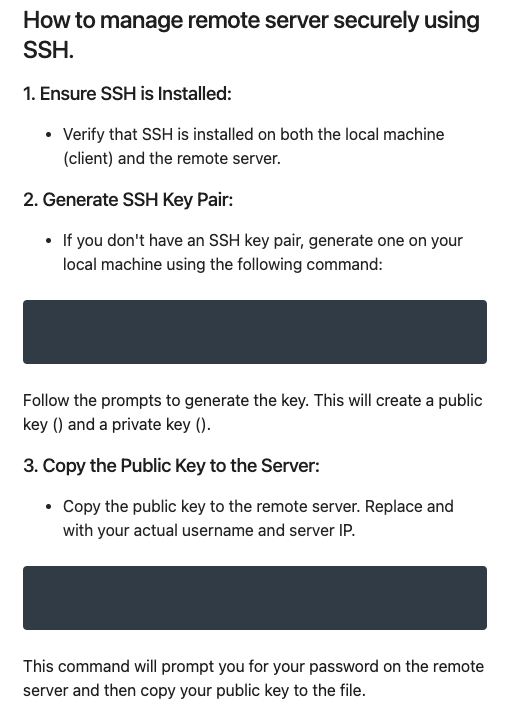 How to manage remote server securely using
SSH.
1. Ensure SSH is Installed:
• Verify that SSH is installed on both the local machine
(client) and the remote server.
2. Generate SSH Key Pair:
• If you don't have an SSH key pair, generate one on your
local machine using the following command:
Follow the prompts to generate the key. This will create a public
key () and a private key ().
3. Copy the Public Key to the Server:
• Copy the public key to the remote server. Replace and
with your actual username and server IP.
This command will prompt you for your password on the remote
server and then copy your public key to the file.